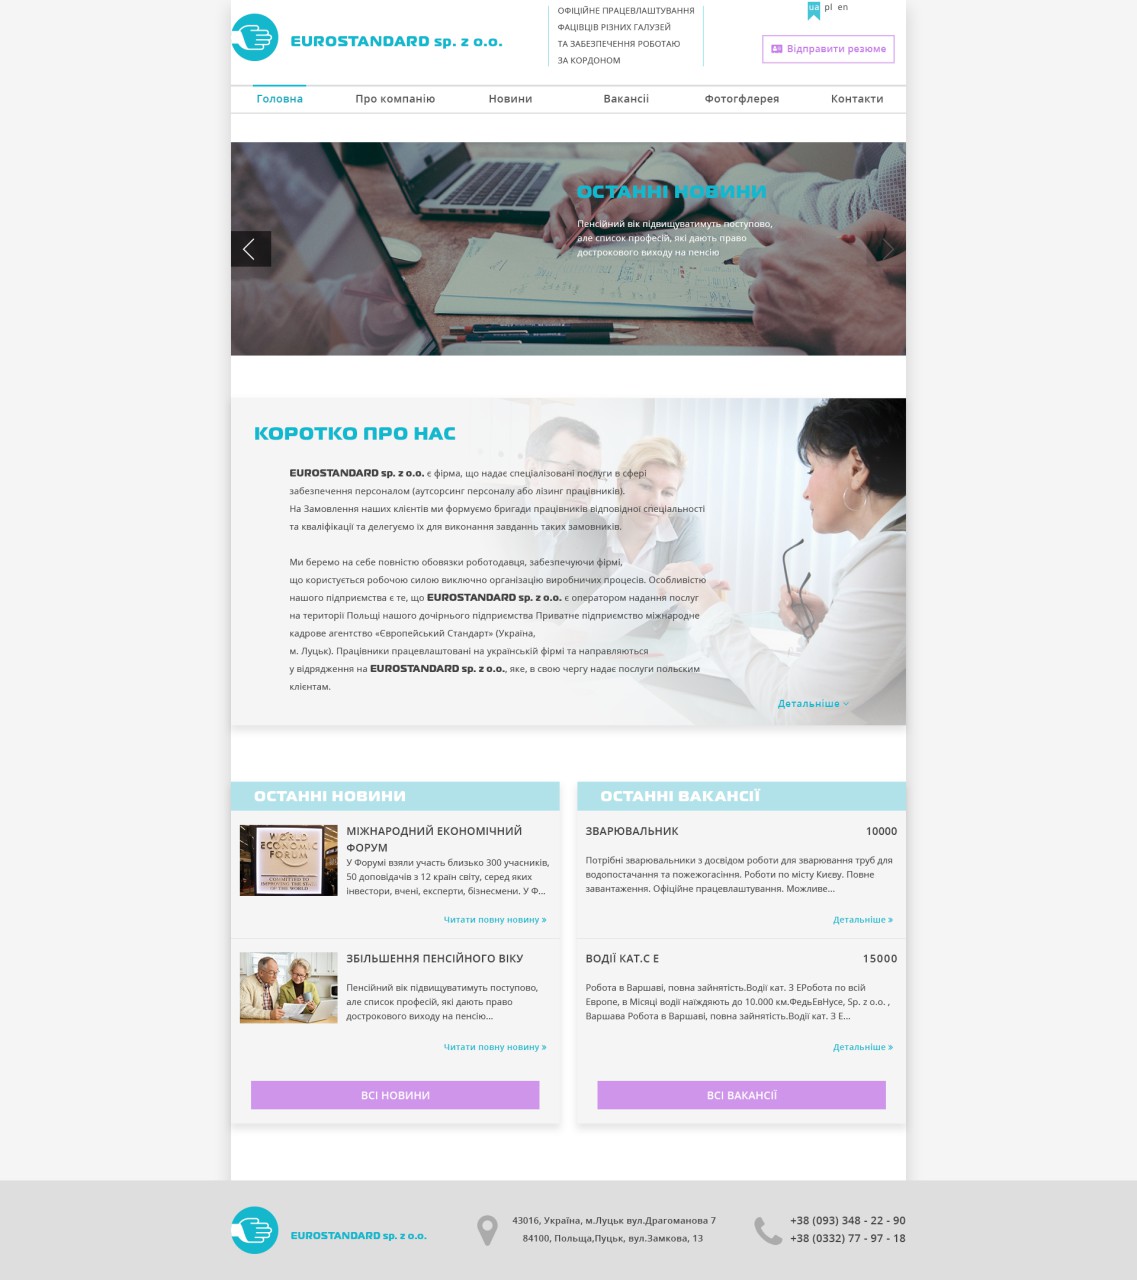 EUROSTANDARD sp. z o.o.
ОФІЦІЙНЕ ПРАЦЕВЛАШТУВАННЯ
ФАЦІВЦІВ РІЗНИХ ГАЛУЗЕЙ
ТА ЗАБЕЗПЕЧЕННЯ РОБОТАЮ
ЗА КОРДОНОМ
ua pl en
Відправити резюме
Головна Про компанію Новини Вакансіі Фотогфлерея Контакти
ОСТАННІ НОВИНИ
Пенсійний вік підвищуватимуть поступово,
але список професій, які дають право
дострокового виходу на пенсію
КОРОТКО ПРО НАС
EUROSTANDARD sp. z o.o. є фірма, що надає спеціалізовані послуги в сфері
забезпечення персоналом (аутсорсинг персоналу або лізинг працівників).
На Замовлення наших клієнтів ми формуємо бригади працівників відповідної спеціальності
та кваліфікації та делегуємо їх для виконання завданнь таких замовників.
Ми беремо на себе повністю обовязки роботодавця, забезпечуючи фірмі,
що користується робочою силою виключно організацію виробничих процесів. Особливістю
нашого підприємства є те, що EUROSTANDARD sp. z o.o. є оператором надання послуг
на території Польщі нашого дочірнього підприємства Приватне підприємство міжнародне
кадрове агентство «Європейський Стандарт» (Україна,
м. Луцьк). Працівники працевлаштовані на українській фірмі та направляються
у відрядження на EUROSTANDARD sp. z o.o., яке, в свою чергу надає послуги польским
клієнтам.
Детальніше
ОСТАННІ НОВИНИ
WORLD
ECONOMIC
FORUM
COMMITTED TO
IMPROVING THE STATE
OF THE WORLD
МІЖНАРОДНИЙ ЕКОНОМІЧНИЙ
ФОРУМ
У Форумі взяли участь близько 300 учасників,
50 доповідачів з 12 країн світу, серед яких
інвестори, вчені, експерти, бізнесмени. У Ф...
Читати повну новину »
ЗБІЛЬШЕННЯ ПЕНСІЙНОГО ВІКУ
Пенсійний вік підвищуватимуть поступово,
але список професій, які дають право
дострокового виходу на пенсію...
Читати повну новину »
ВСІ НОВИНИ
ОСТАННІ ВАКАНСІЇ
ЗВАРЮВАЛЬНИК 10000
Потрібні зварювальники з досвідом роботи для зварювання труб для
водопостачання та пожежогасіння. Роботи по місту Києву. Повне
завантаження. Офіційне працевлаштування. Можливе...
Детальніше »
ВОДІЇ КАТ.С Е 15000
Робота в Варшаві, повна зайнятість.Водії кат. З ЕРобота по всій
Европе, в Місяці водії наїждяють до 10.000 км.ФедьЕвНусе, Sp. z o.o. ,
Варшава Робота в Варшаві, повна зайнятість.Водії кат. З Е...
Детальніше »
ВСІ ВАКАНСІЇ
EUROSTANDARD sp. z o.o.
43016, Україна, м.Луцьк вул.Драгоманова 7
84100, Польща,Пуцьк, вул.Замкова, 13
+38 (093) 348 - 22 - 90
+38 (0332) 77 - 97 - 18